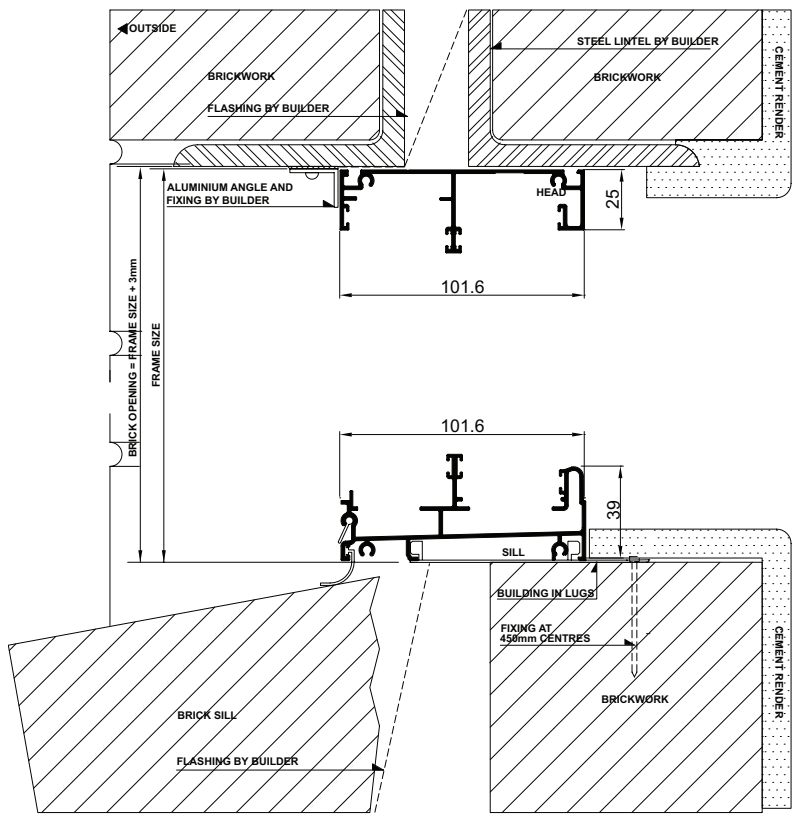 OUTSIDE
STEEL LINTEL BY BUILDER
BRICKWORK
BRICKWORK
CEMENT RENDER
FLASHING BY BUILDER
ALUMINIUM ANGLE AND
FIXING BY BUILDER
HEAD
25
101.6
BRICK OPENING = FRAME SIZE + 3mm
FRAME SIZE
101.6
39
SILL
BUILDING IN LUGS
FIXING AT
450mm CENTRES
CEMENT RENDER
BRICKWORK
BRICK SILL
FLASHING BY BUILDER